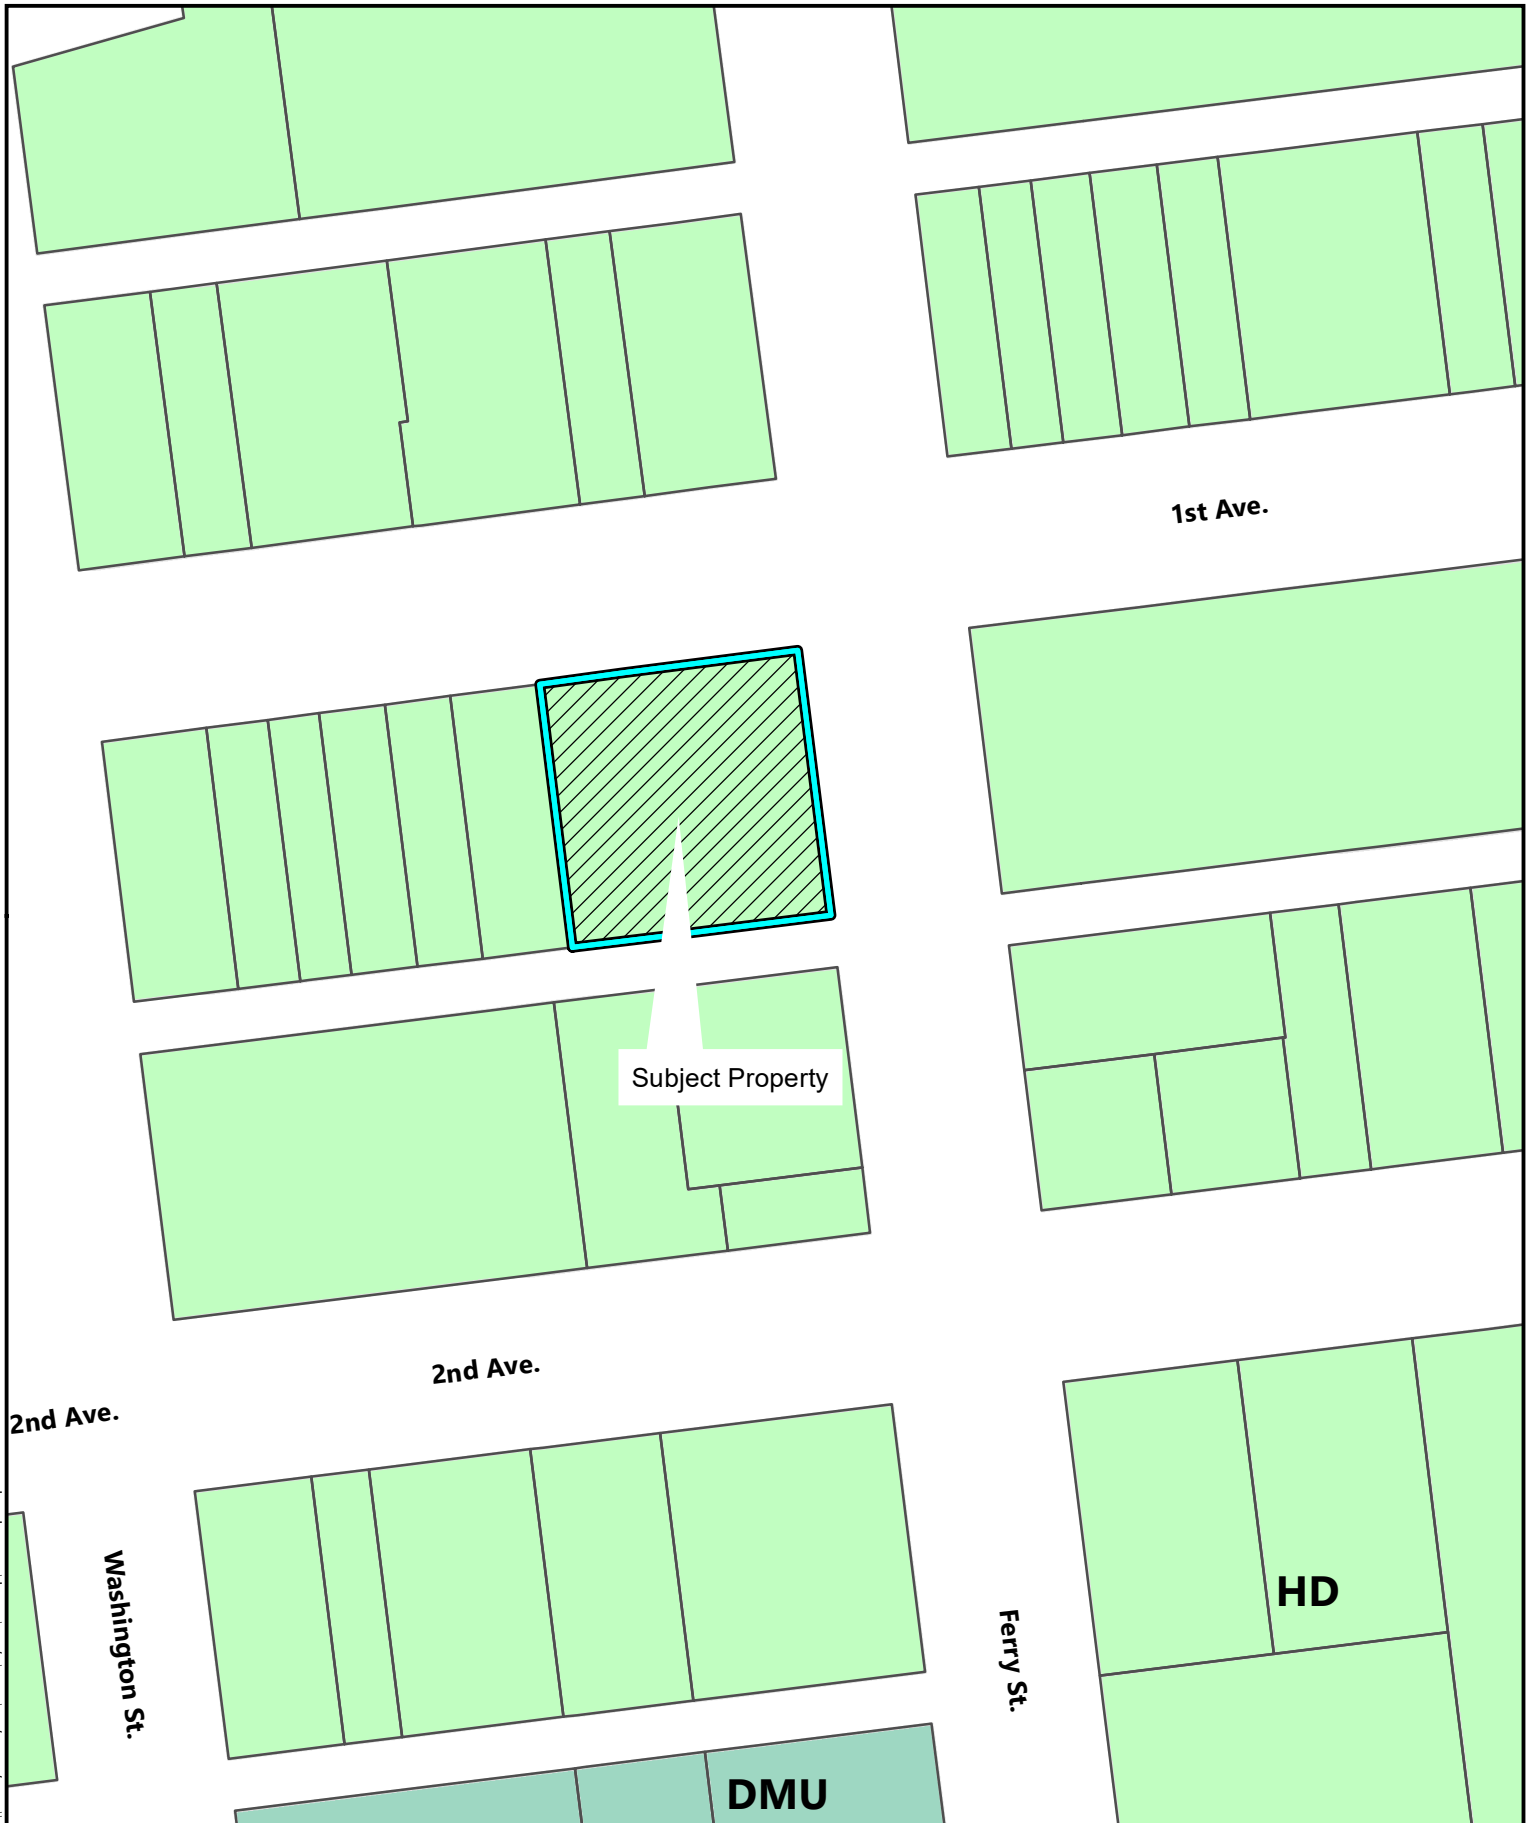 1st Ave.
Subject Property
2nd Ave.
2nd Ave.
Washington St.
HD
Ferry St.
DMU